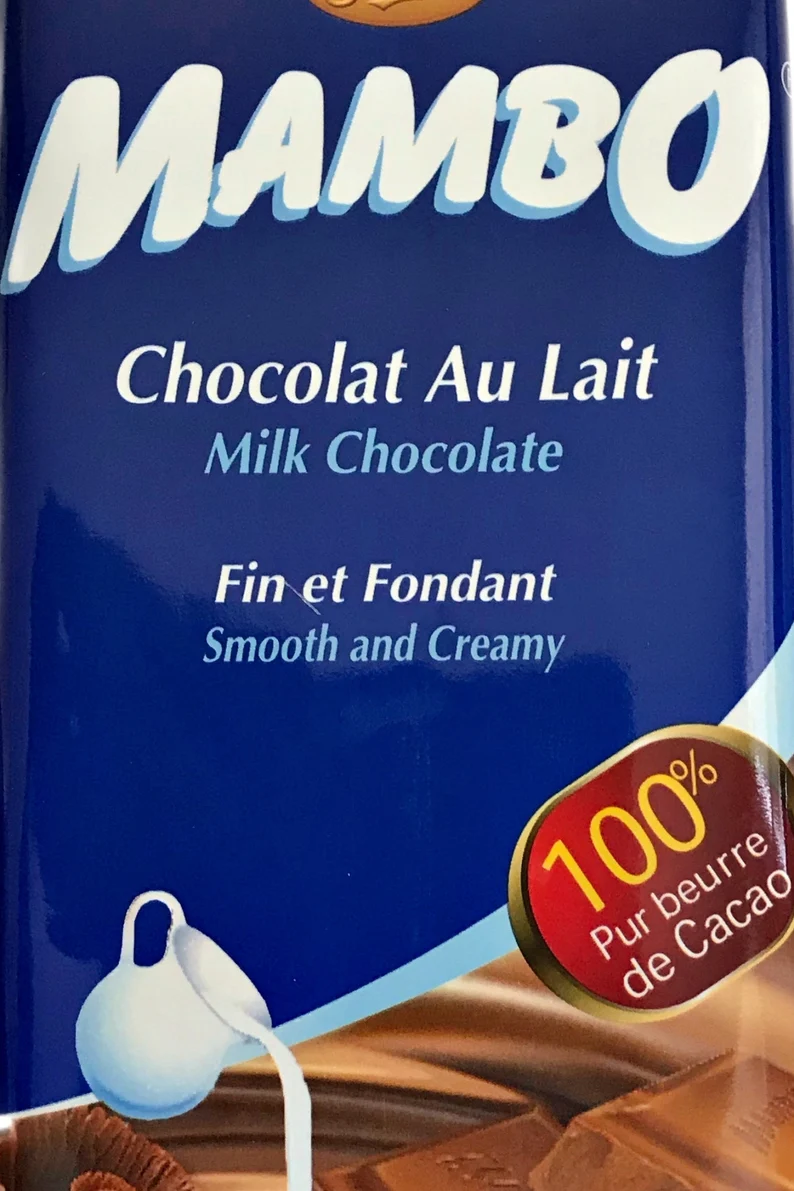 MAMBO
Chocolat Au Lait
Milk Chocolate
Fin et Fondant
Smooth and Creamy
100%
Pur beurre
de Cacao